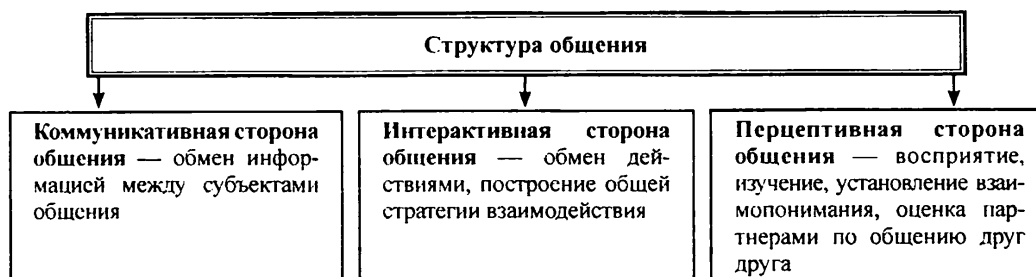 Структура общения
Коммуникативная сторона
общения — обмен инфор-
мацией между субъектами
общения
Интерактивная сторона
общения — обмен дей-
ствиями, построение общей
стратегии взаимодействия
Перцептивная сторона
общения — восприятие,
изучение, установление взаи-
мопонимания, оценка пар-
тнерами по общению друг
друга